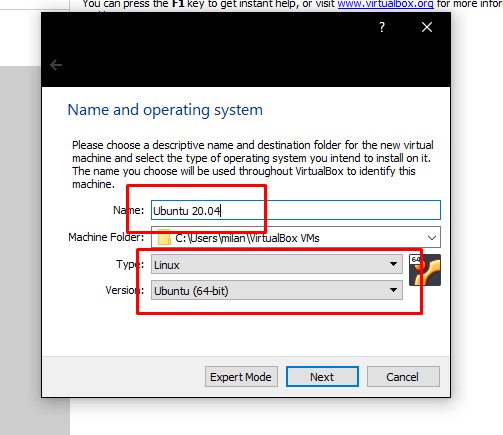 You can press the F1 key to get instant help, or visit www.virtualbox.org for more infor
?
Name and operating system
Please choose a descriptive name and destination folder for the new virtual
machine and select the type of operating system you intend to install on it.
The name you choose will be used throughout VirtualBox to identify this
machine.
Name: Ubuntu 20.04
Machine Folder: C:\Users\milan\VirtualBox VMs
Type: Linux
64
Version: Ubuntu (64-bit)
Expert Mode Next Cancel